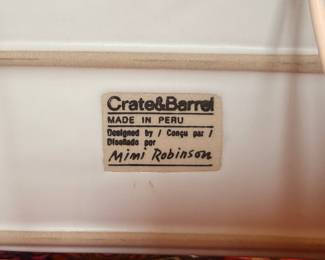 Crate&Barrel
MADE IN PERU
Designed by / Conçu par /
Diseñado por
Mimi Robinson